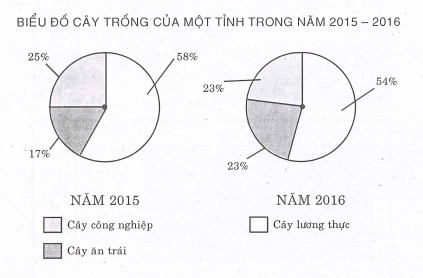 BIỂU ĐỒ CÂY TRỒNG CỦA MỘT TỈNH TRONG NĂM 2015 – 2016
25%
58%
17%
23%
54%
23%
NĂM 2015
NĂM 2016
Cây công nghiệp
Cây lương thực
Cây ăn trái